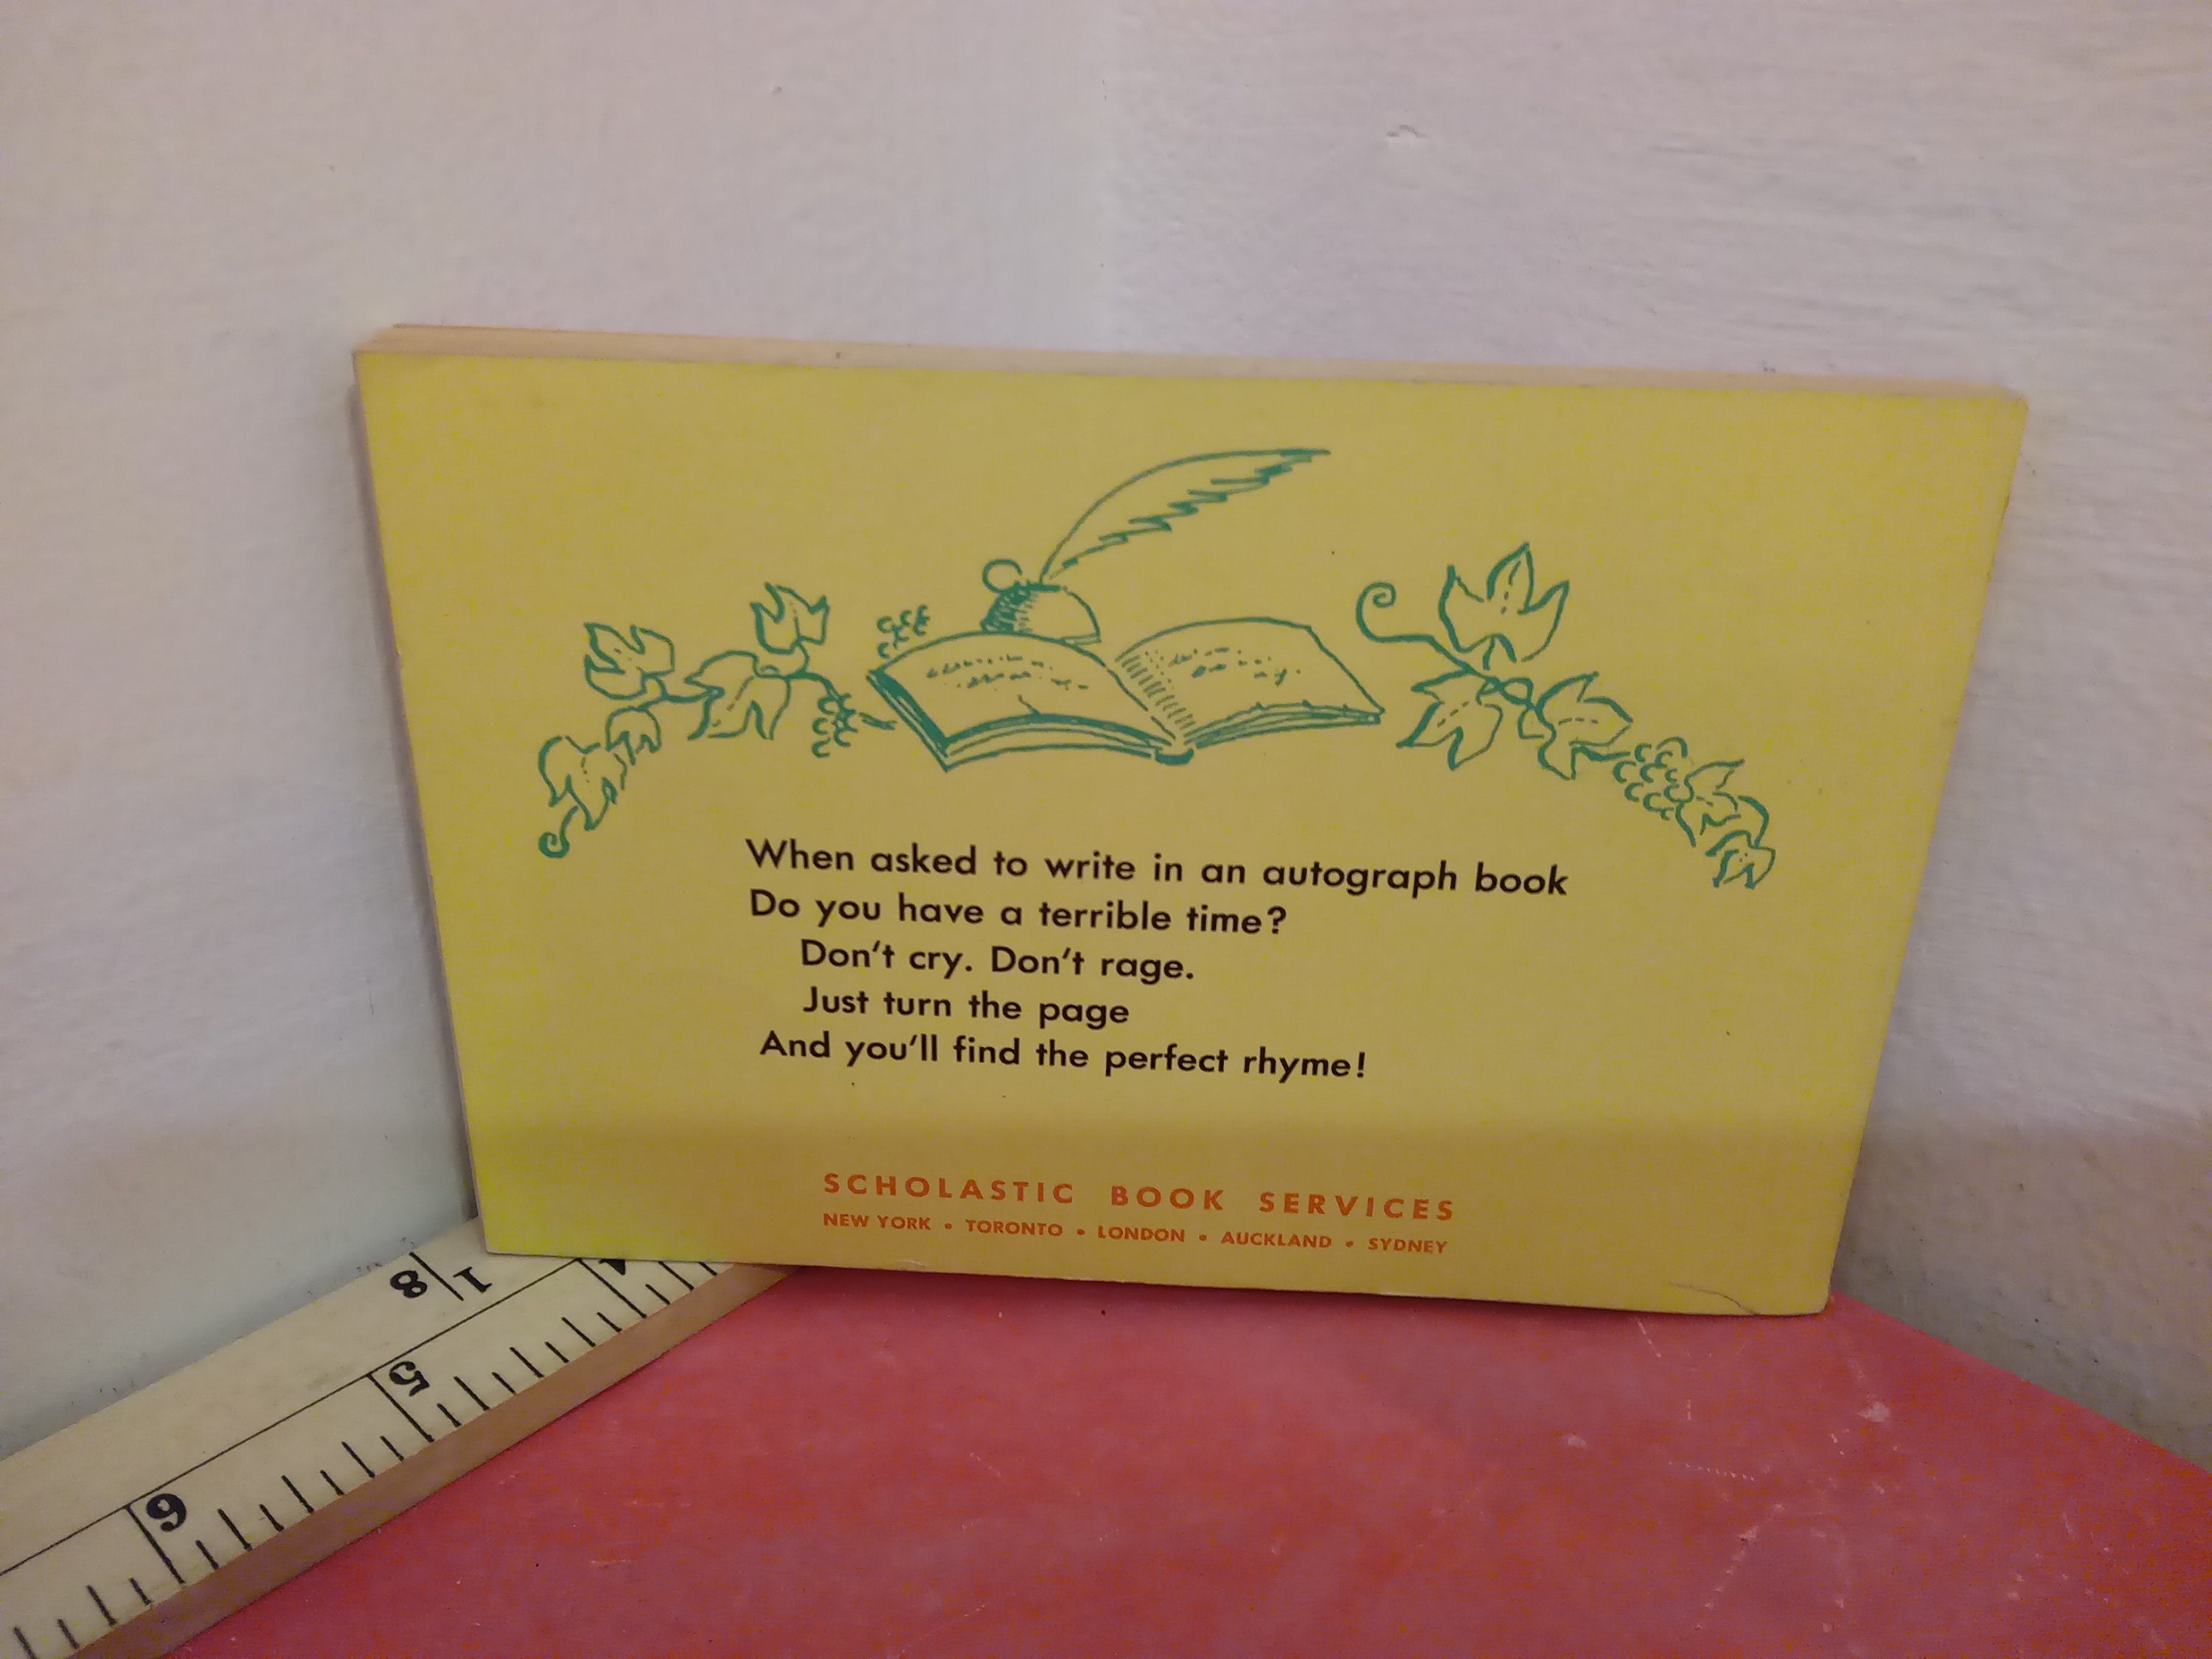 When asked to write in an autograph book
Do you have a terrible time?
Don't cry. Don't rage.
Just turn the page
And you'll find the perfect rhyme!
SCHOLASTIC BOOK SERVICES
NEW YORK • TORONTO • LONDON • AUCKLAND • SYDNEY
8 1
5
6